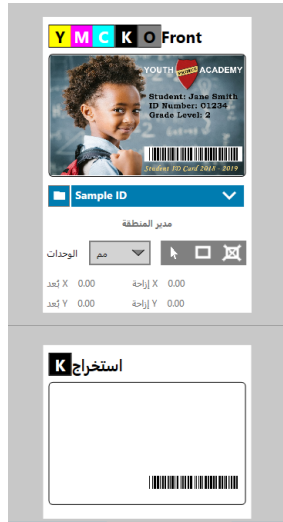 Y M C K O Front
YOUTH ACADEMY
Student: Jane Smith
ID Number: 01234
Grade Level: 2
Student ID Card 2018 - 2019
Sample ID
مدير المنطقة
الوحدات مم
بُعد X 0.00 إزاحة X 0.00
بُعد Y 0.00 إزاحة Y 0.00
K استخراج